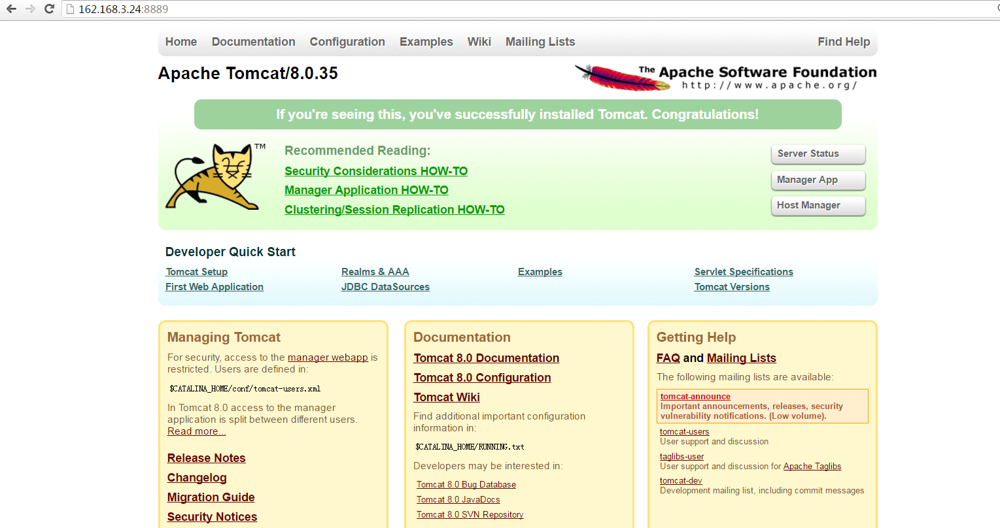 162.168.3.24:8889
Home Documentation Configuration Examples Wiki Mailing Lists Find Help
Apache Tomcat/8.0.35
The Apache Software Foundation
http://www.apache.org/
If you're seeing this, you've successfully installed Tomcat. Congratulations!
TM
Recommended Reading:
Security Considerations HOW-TO
Manager Application HOW-TO
Clustering/Session Replication HOW-TO
Server Status
Manager App
Host Manager
Developer Quick Start
Tomcat Setup
First Web Application
Realms & AAA
JDBC DataSources
Examples
Servlet Specifications
Tomcat Versions
Managing Tomcat
For security, access to the manager webapp is
restricted. Users are defined in:
$CATALINA_HOME/conf/tomcat-users.xml
In Tomcat 8.0 access to the manager
application is split between different users.
Read more...
Release Notes
Changelog
Migration Guide
Security Notices
Documentation
Tomcat 8.0 Documentation
Tomcat 8.0 Configuration
Tomcat Wiki
Find additional important configuration
information in:
$CATALINA_HOME/RUNNING.txt
Developers may be interested in:
Tomcat 8.0 Bug Database
Tomcat 8.0 JavaDocs
Tomcat 8.0 SVN Repository
Getting Help
FAQ and Mailing Lists
The following mailing lists are available:
tomcat-announce
Important announcements, releases, security
vulnerability notifications. (Low volume).
tomcat-users
User support and discussion
taglibs-user
User support and discussion for Apache Taglibs
tomcat-dev
Development mailing list, including commit messages